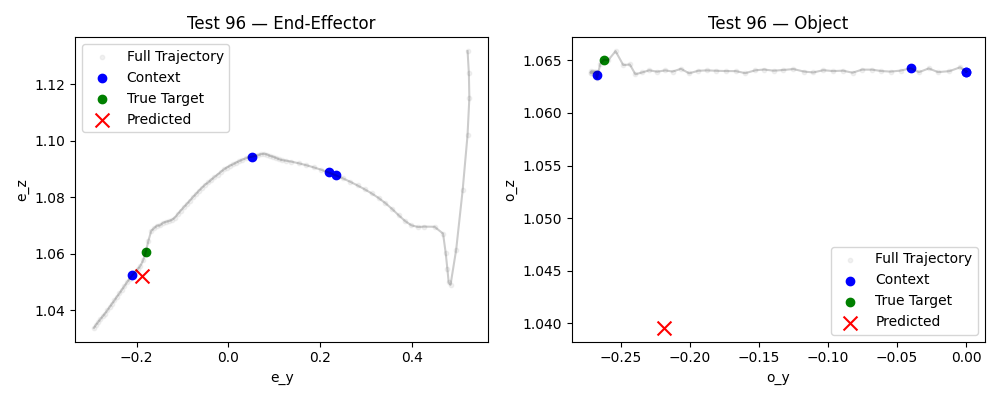 Test 96 — End-Effector
Full Trajectory
Context
True Target
Predicted
1.12
1.10
1.08
1.06
1.04
e_z
−0.2
0.0
0.2
0.4
e_y
Test 96 — Object
1.065
1.060
1.055
1.050
1.045
1.040
o_z
Full Trajectory
Context
True Target
Predicted
−0.25
−0.20
−0.15
−0.10
−0.05
0.00
o_y